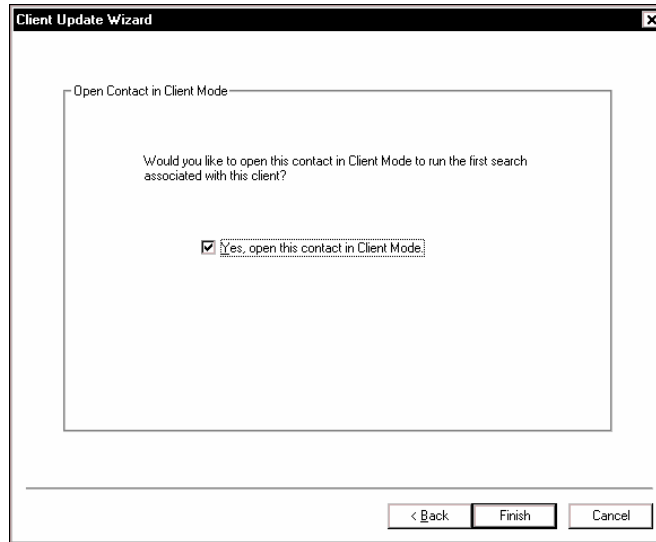 Client Update Wizard
Open Contact in Client Mode
Would you like to open this contact in Client Mode to run the first search
associated with this client?
Yes, open this contact in Client Mode.
< Back
Finish
Cancel